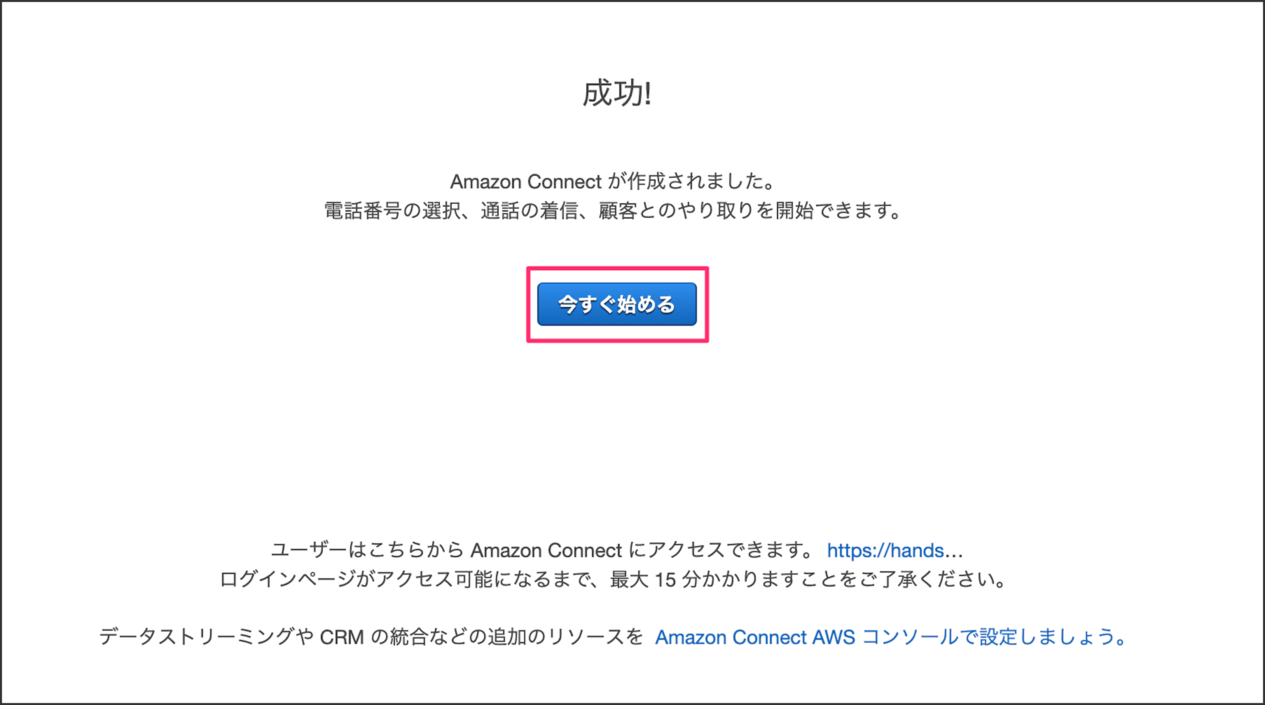 成功!
Amazon Connect が作成されました。
電話番号の選択、通話の着信、顧客とのやり取りを開始できます。
今すぐ始める
ユーザーはこちらから Amazon Connect にアクセスできます。 https://hands...
ログインページがアクセス可能になるまで、最大 15 分かかりますことをご了承ください。
データストリーミングや CRM の統合などの追加のリソースを Amazon Connect AWS コンソールで設定しましょう。